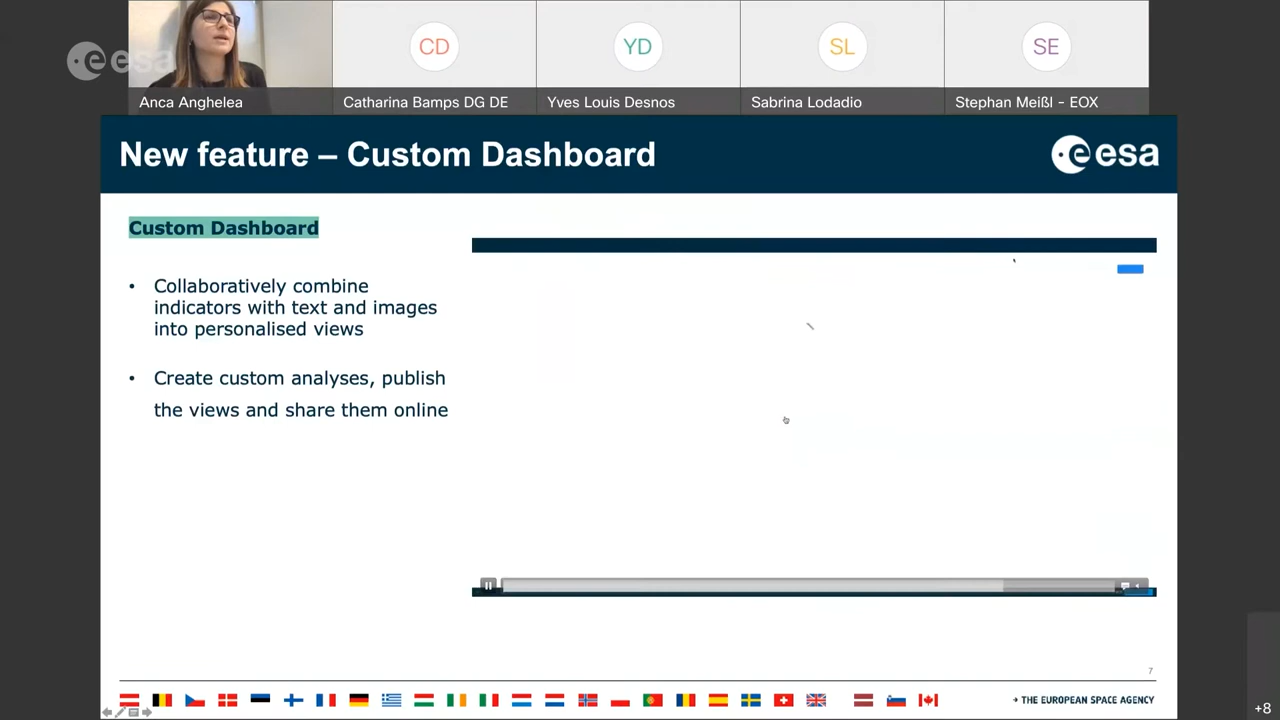 esa
CD
YD
SL
SE
Anca Anghelea
Catharina Bamps DG DE
Yves Louis Desnos
Sabrina Lodadio
Stephan Meißl - EOX
New feature – Custom Dashboard
esa
Custom Dashboard
• Collaboratively combine
indicators with text and images
into personalised views
• Create custom analyses, publish
the views and share them online
7
→ THE EUROPEAN SPACE AGENCY
+8